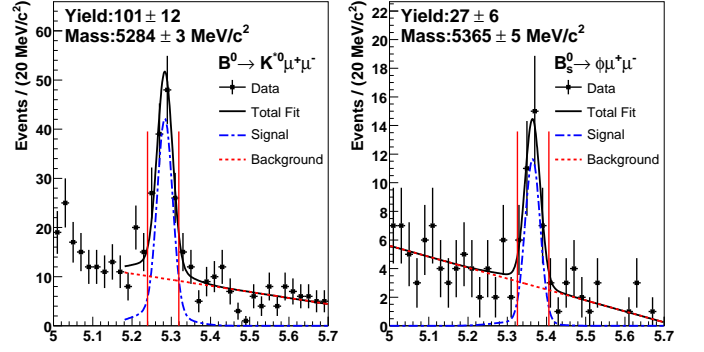 Yield:101 ± 12
Mass:5284 ± 3 MeV/c²
B⁰→ K*⁰μ⁺μ⁻
Data
Total Fit
Signal
Background
Events / (20 MeV/c²)
60
50
40
30
20
10
0
5 5.1 5.2 5.3 5.4 5.5 5.6 5.7
Yield:27 ± 6
Mass:5365 ± 5 MeV/c²
B⁰ₛ→ φμ⁺μ⁻
Data
Total Fit
Signal
Background
Events / (20 MeV/c²)
22
20
18
16
14
12
10
8
6
4
2
0
5.0 5.1 5.2 5.3 5.4 5.5 5.6 5.7